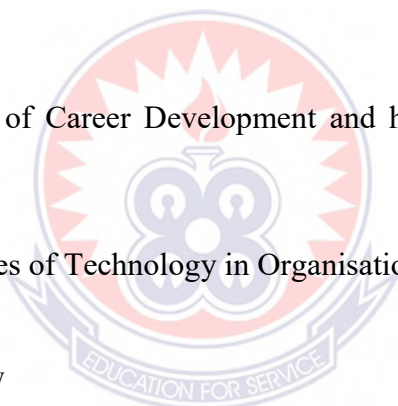 of Career Development and h
es of Technology in Organisatio
EDUCATION FOR SERVICE
y